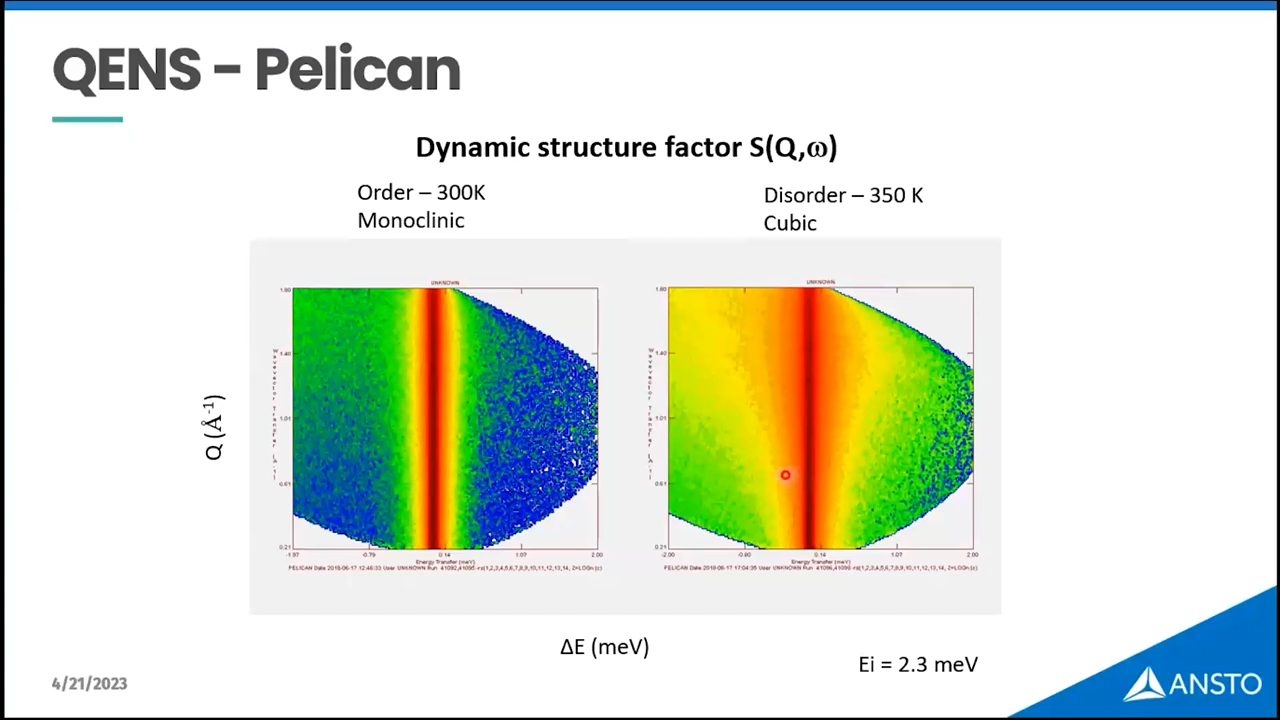 QENS – Pelican
Dynamic structure factor S(Q,ω)
Order – 300K
Monoclinic
Disorder – 350 K
Cubic
UNKNOWN
UNKNOWN
1.80
1.40
1.01
0.61
0.21
1.80
1.40
1.01
0.61
0.21
Q (Å⁻¹)
-0.79
0.14
1.07
2.00
-2.00
-0.90
0.14
1.07
2.00
Energy Transfer (meV)
Energy Transfer (meV)
ΔE (meV)
Ei = 2.3 meV
4/21/2023
ANSTO